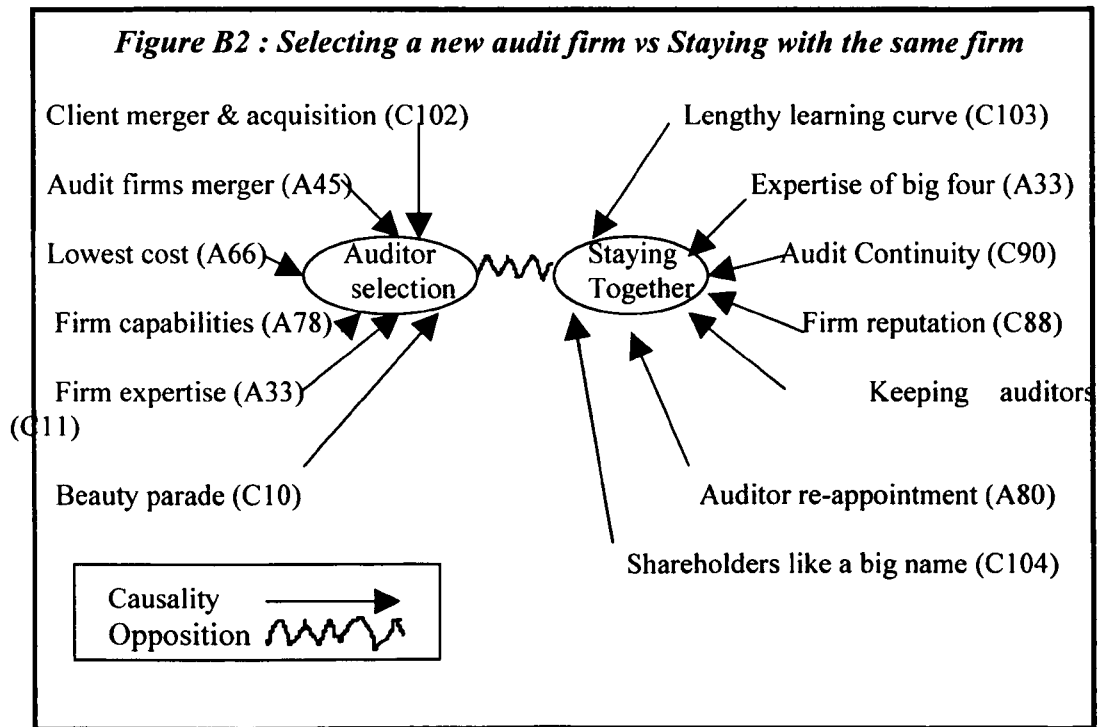 Figure B2 : Selecting a new audit firm vs Staying with the same firm
Client merger & acquisition (C102)
Audit firms merger (A45)
Lowest cost (A66)
Firm capabilities (A78)
Firm expertise (A33)
Beauty parade (C10)
Auditor
selection
Staying
Together
Lengthy learning curve (C103)
Expertise of big four (A33)
Audit Continuity (C90)
Firm reputation (C88)
Keeping auditors
(C11)
Auditor re-appointment (A80)
Shareholders like a big name (C104)
Causality
Opposition